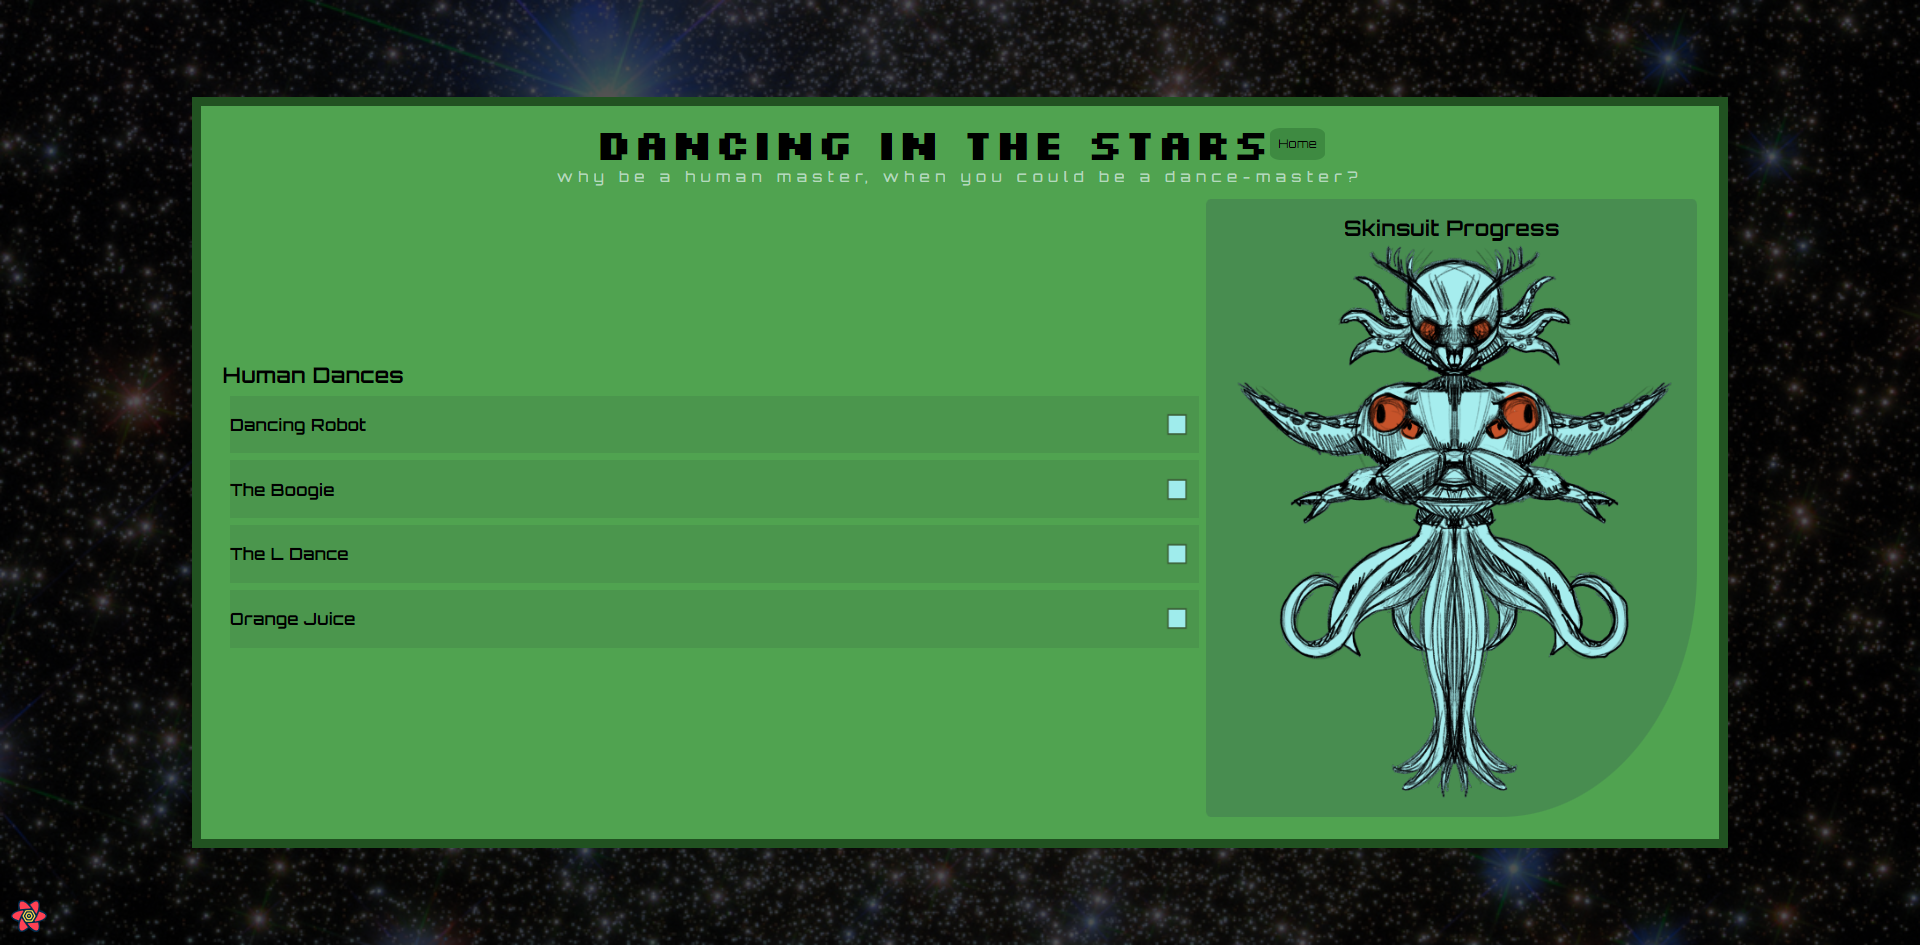 DANCING IN THE STARS
Home
why be a human master, when you could be a dance-master?
Skinsuit Progress
Human Dances
Dancing Robot
The Boogie
The L Dance
Orange Juice